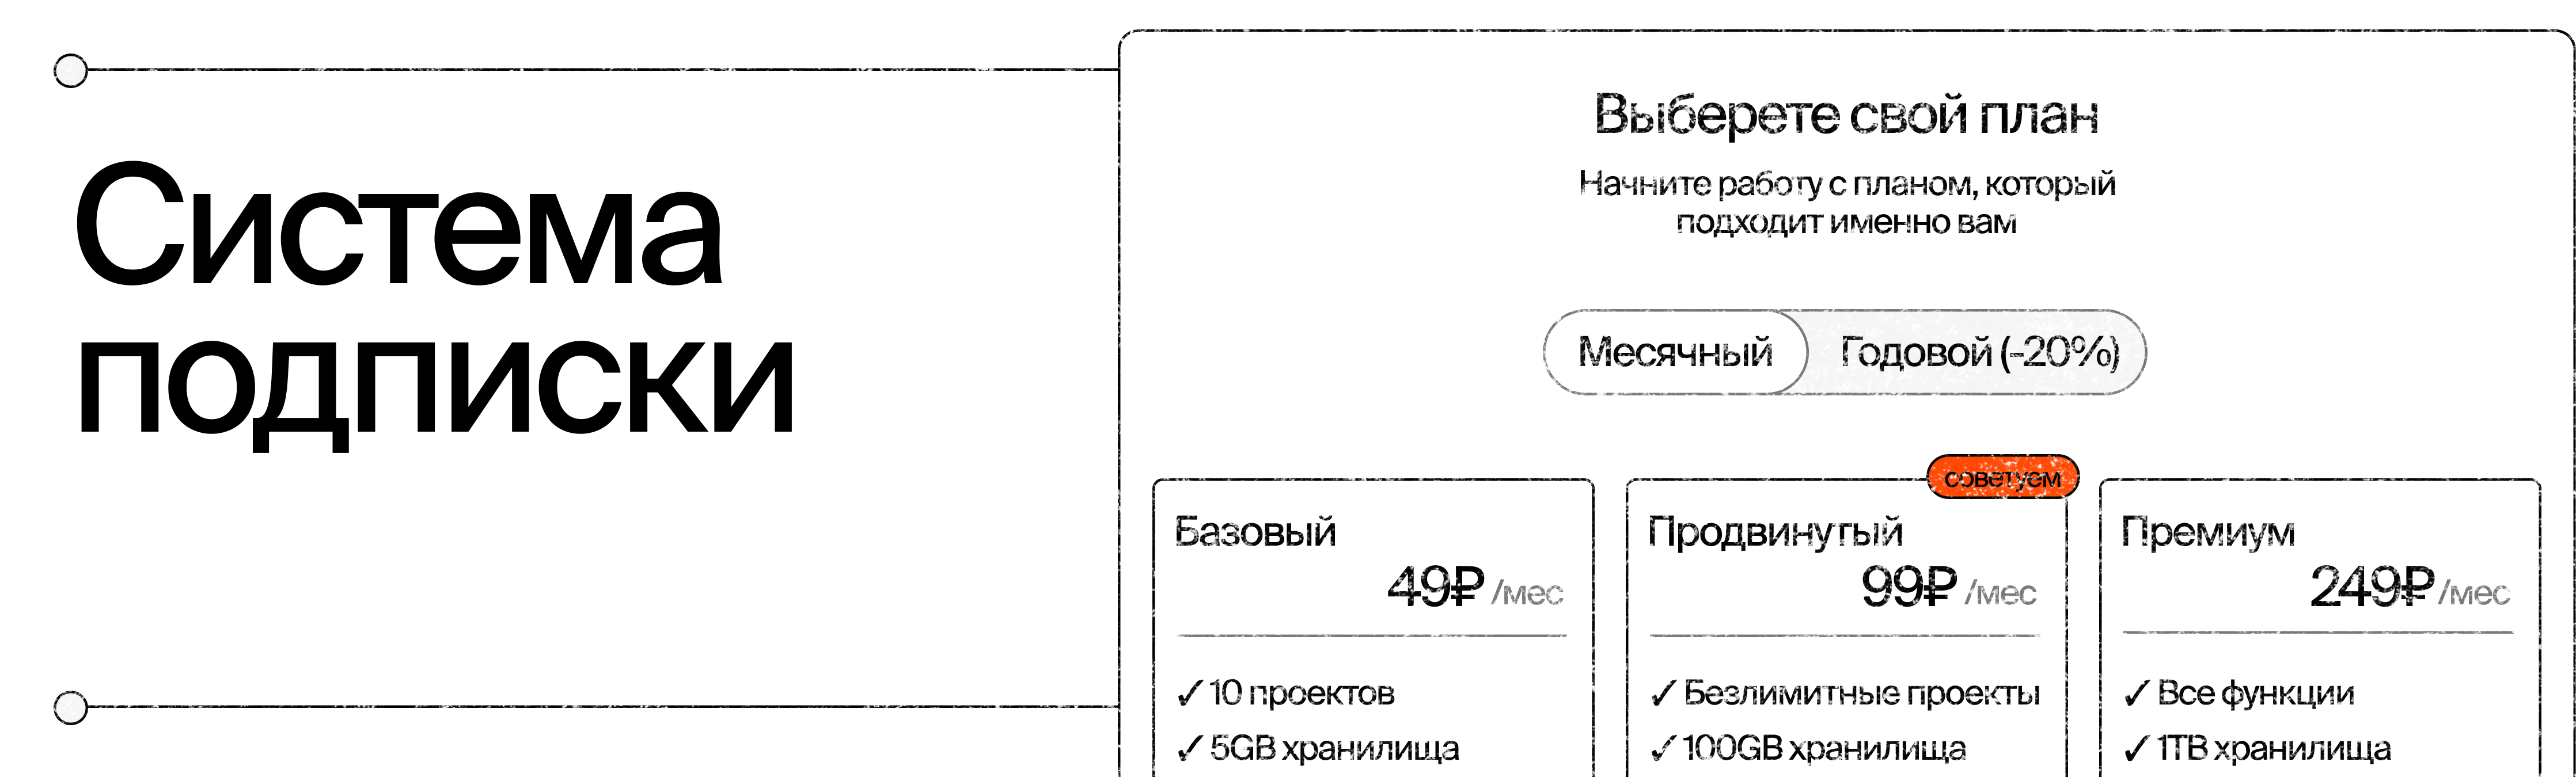 Система
подписки
Выберете свой план
Начните работу с планом, который
подходит именно вам
Месячный
Годовой (-20%)
Базовый
49₽ /мес
✓ 10 проектов
✓ 5GB хранилища
советуем
Продвинутый
99₽ /мес
✓ Безлимитные проекты
✓ 100GB хранилища
Премиум
249₽ /мес
✓ Все функции
✓ 1TB хранилища